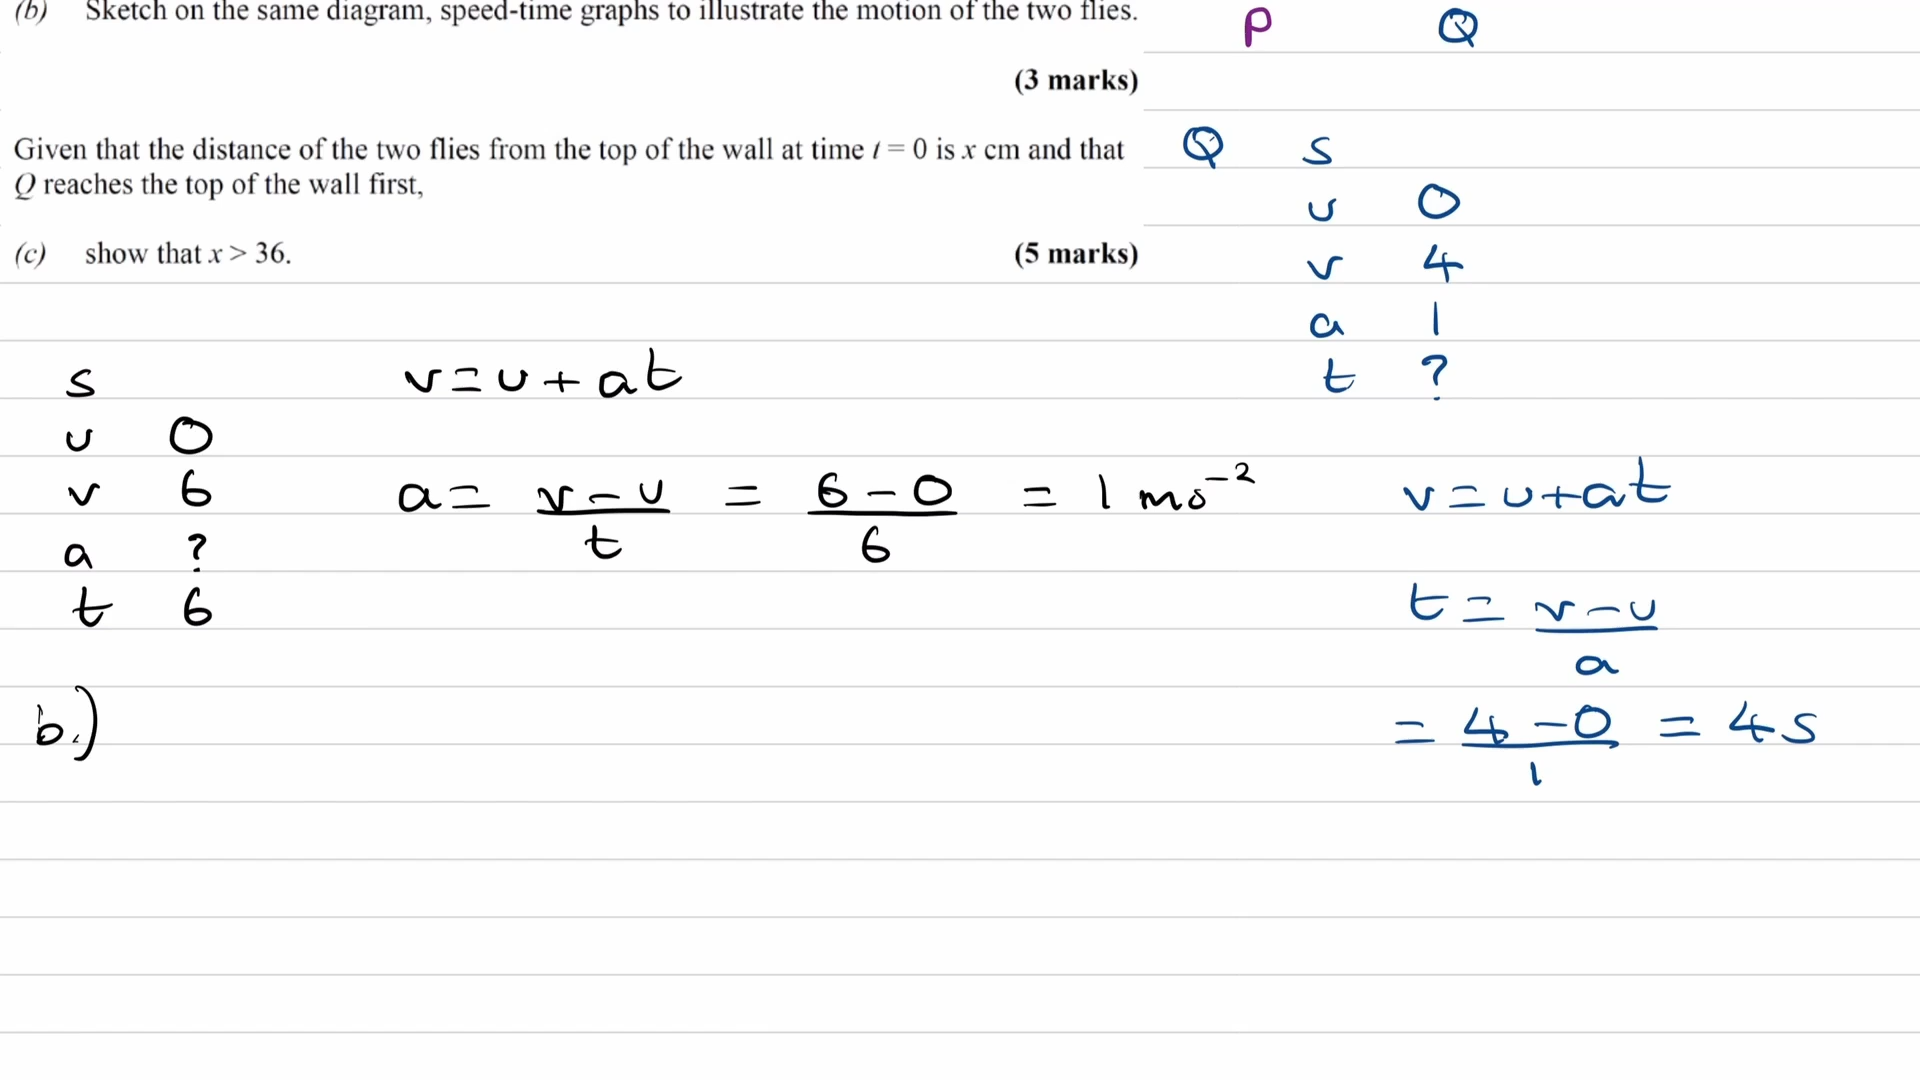 (b) Sketch on the same diagram, speed-time graphs to illustrate the motion of the two flies.
(3 marks)
Given that the distance of the two flies from the top of the wall at time t = 0 is x cm and that
Q reaches the top of the wall first,
(c) show that x > 36. (5 marks)
P Q
Q s
u 0
v 4
a 1
t ?
s
u 0
v 6
a ?
t 6
v = u + at
a = v - u / t = 6 - 0 / 6 = 1 ms⁻²
v = u + at
t = v - u / a
= 4 - 0 / 1 = 4s
b.)